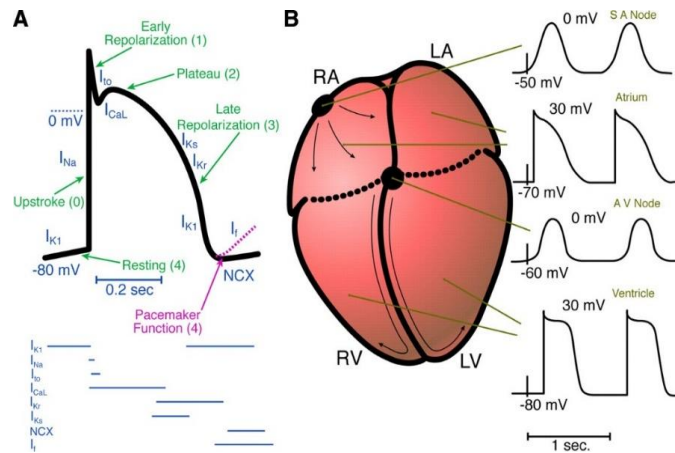 A
Early
Repolarization (1)
Ito
Plateau (2)
ICaL
0 mV
Late
Repolarization (3)
IKs
IKr
INa
Upstroke (0)
IK1
IK1
If
-80 mV
Resting (4)
NCX
0.2 sec
Pacemaker
Function (4)
IK1
INa
Ito
ICaL
IKr
IKs
NCX
If
B
RA
LA
RV
LV
0 mV
S A Node
-50 mV
30 mV
Atrium
-70 mV
0 mV
A V Node
-60 mV
30 mV
Ventricle
-80 mV
1 sec.